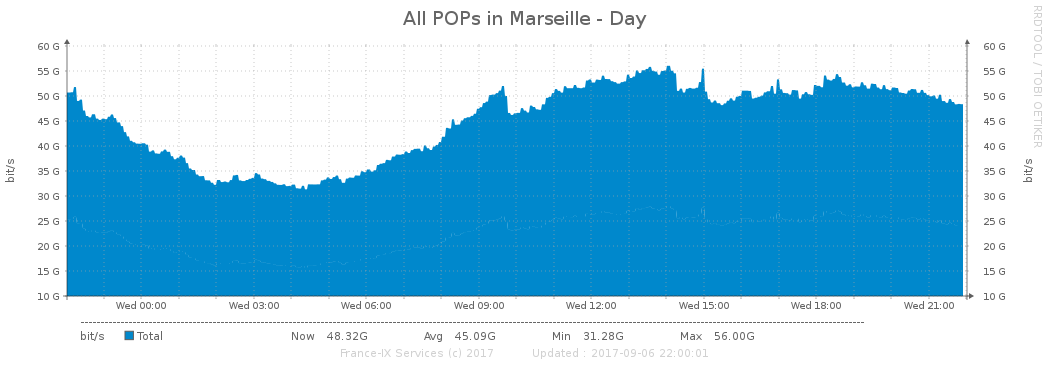 All POPs in Marseille - Day
RRDTOOL / TOBI OETIKER
60 G 60 G
55 G 55 G
50 G 50 G
45 G 45 G
40 G 40 G
35 G 35 G
30 G 30 G
25 G 25 G
20 G 20 G
15 G 15 G
10 G 10 G
bit/s bit/s
Wed 00:00 Wed 03:00 Wed 06:00 Wed 09:00 Wed 12:00 Wed 15:00 Wed 18:00 Wed 21:00
bit/s Total Now 48.32G Avg 45.09G Min 31.28G Max 56.00G
France-IX Services (c) 2017 Updated : 2017-09-06 22:00:01